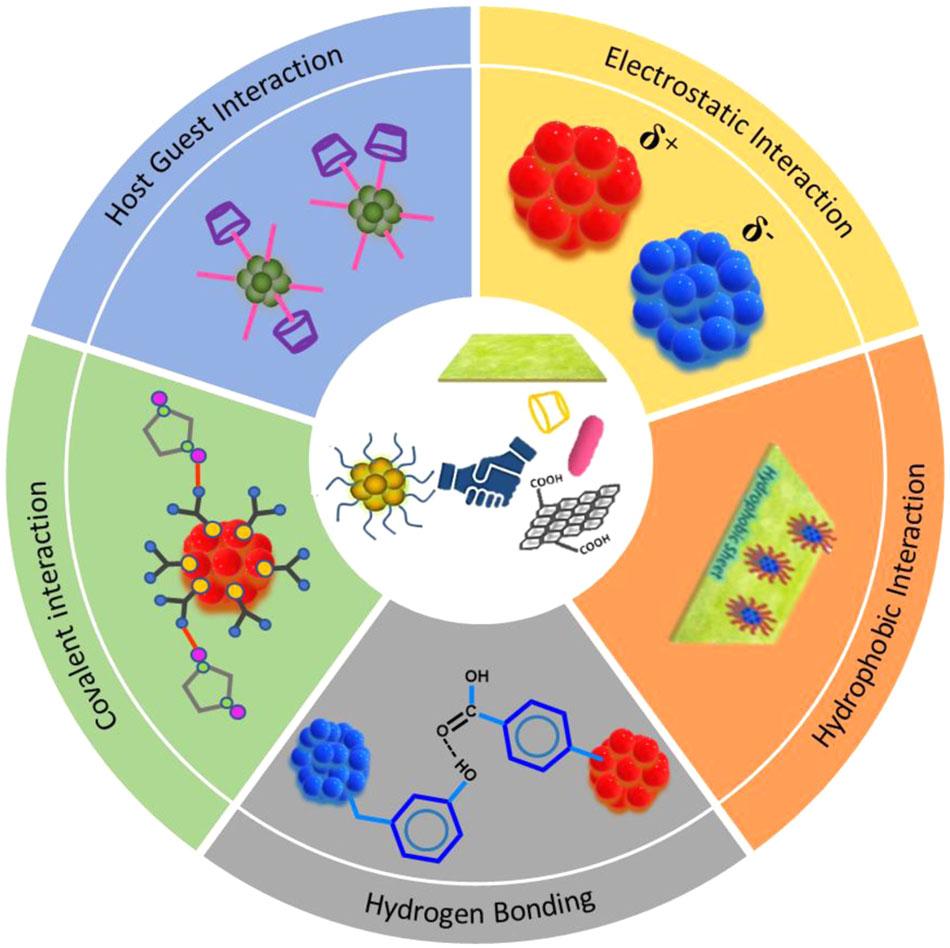 Host Guest Interaction
Electrostatic Interaction
δ+
δ-
Hydrophobic Interaction
Hydrophobic Sheet
Hydrogen Bonding
OH
C
O
HO
Covalent interaction
COOH
COOH